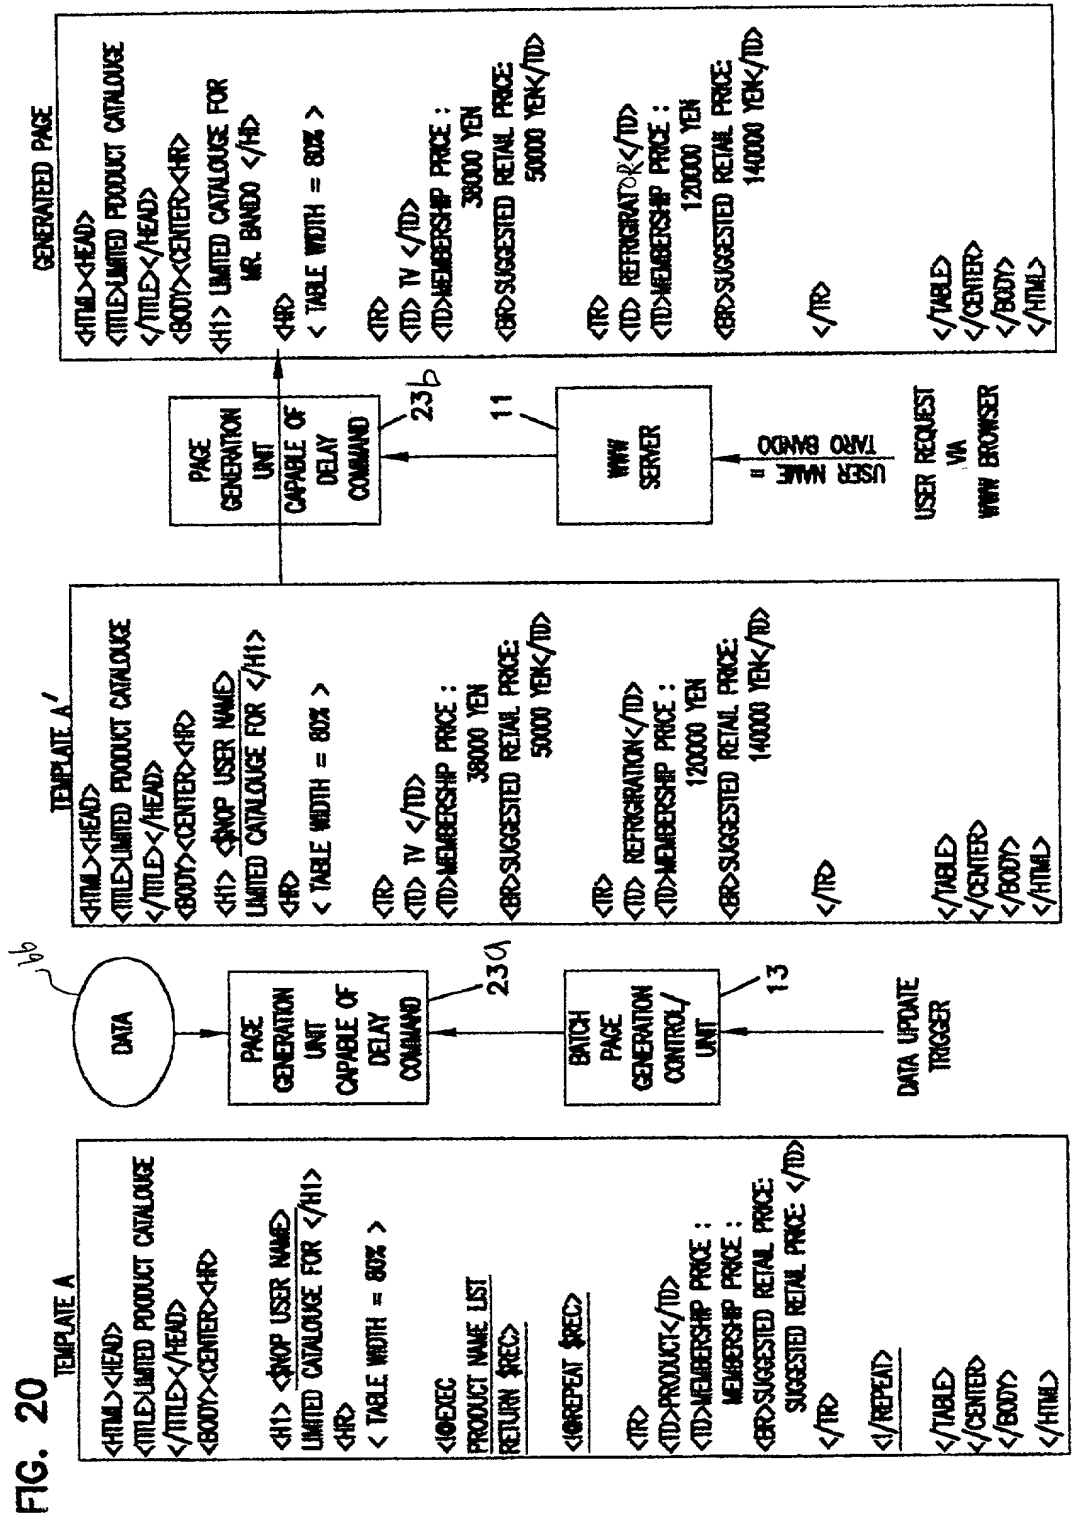 FIG. 20
TEMPLATE A
<HTML><HEAD>
<TITLE>LIMITED PDODUCT CATALOUGE
</TITLE></HEAD>
<BODY><CENTER><HR>
<H1> <$NOP USER NAME>
LIMITED CATALOUGE FOR </H1>
<HR>
< TABLE WIDTH = 80% >
<!@EXEC
PRODUCT NAME LIST
RETURN $REC>
<!@REPEAT $REC>
<TR>
<TD>PRODUCT</TD>
<TD>MEMBERSHIP PRICE :
MEMBERSHIP PRICE :
<BR>SUGGESTED RETAIL PRICE:
SUGGESTED RETAIL PRICE: </TD>
</TR>
<!/REPEAT>
</TABLE>
</CENTER>
</BODY>
</HTML>
DATA
66
PAGE
GENERATION
UNIT
CAPABLE OF
DELAY
COMMAND
23a
BATCH
PAGE
GENERATION
CONTROL/
UNIT
13
DATA UPDATE
TRIGGER
TEMPLATE A'
<HTML><HEAD>
<TITLE>LIMITED PDODUCT CATALOUGE
</TITLE></HEAD>
<BODY><CENTER><HR>
<H1> <$NOP USER NAME>
LIMITED CATALOUGE FOR </H1>
<HR>
< TABLE WIDTH = 80% >
<TR>
<TD> TV </TD>
<TD>MEMBERSHIP PRICE :
38000 YEN
<BR>SUGGESTED RETAIL PRICE:
50000 YEN</TD>
<TR>
<TD> REFRIGIRATION</TD>
<TD>MEMBERSHIP PRICE :
120000 YEN
<BR>SUGGESTED RETAIL PRICE:
140000 YEN</TD>
</TR>
</TABLE>
</CENTER>
</BODY>
</HTML>
PAGE
GENERATION
UNIT
CAPABLE OF
DELAY
COMMAND
23b
WWW
SERVER
11
USER NAME =
TARO BANDO
USER REQUEST
VIA
WWW BROWSER
GENERATEED PAGE
<HTML><HEAD>
<TITLE>LIMITED PDODUCT CATALOUGE
</TITLE></HEAD>
<BODY><CENTER><HR>
<H1> LIMITED CATALOUGE FOR
MR. BANDO </H1>
<HR>
< TABLE WIDTH = 80% >
<TR>
<TD> TV </TD>
<TD>MEMBERSHIP PRICE :
38000 YEN
<BR>SUGGESTED RETAIL PRICE:
50000 YEN</TD>
<TR>
<TD> REFRIGIRATOR</TD>
<TD>MEMBERSHIP PRICE :
120000 YEN
<BR>SUGGESTED RETAIL PRICE:
140000 YEN</TD>
</TR>
</TABLE>
</CENTER>
</BODY>
</HTML>